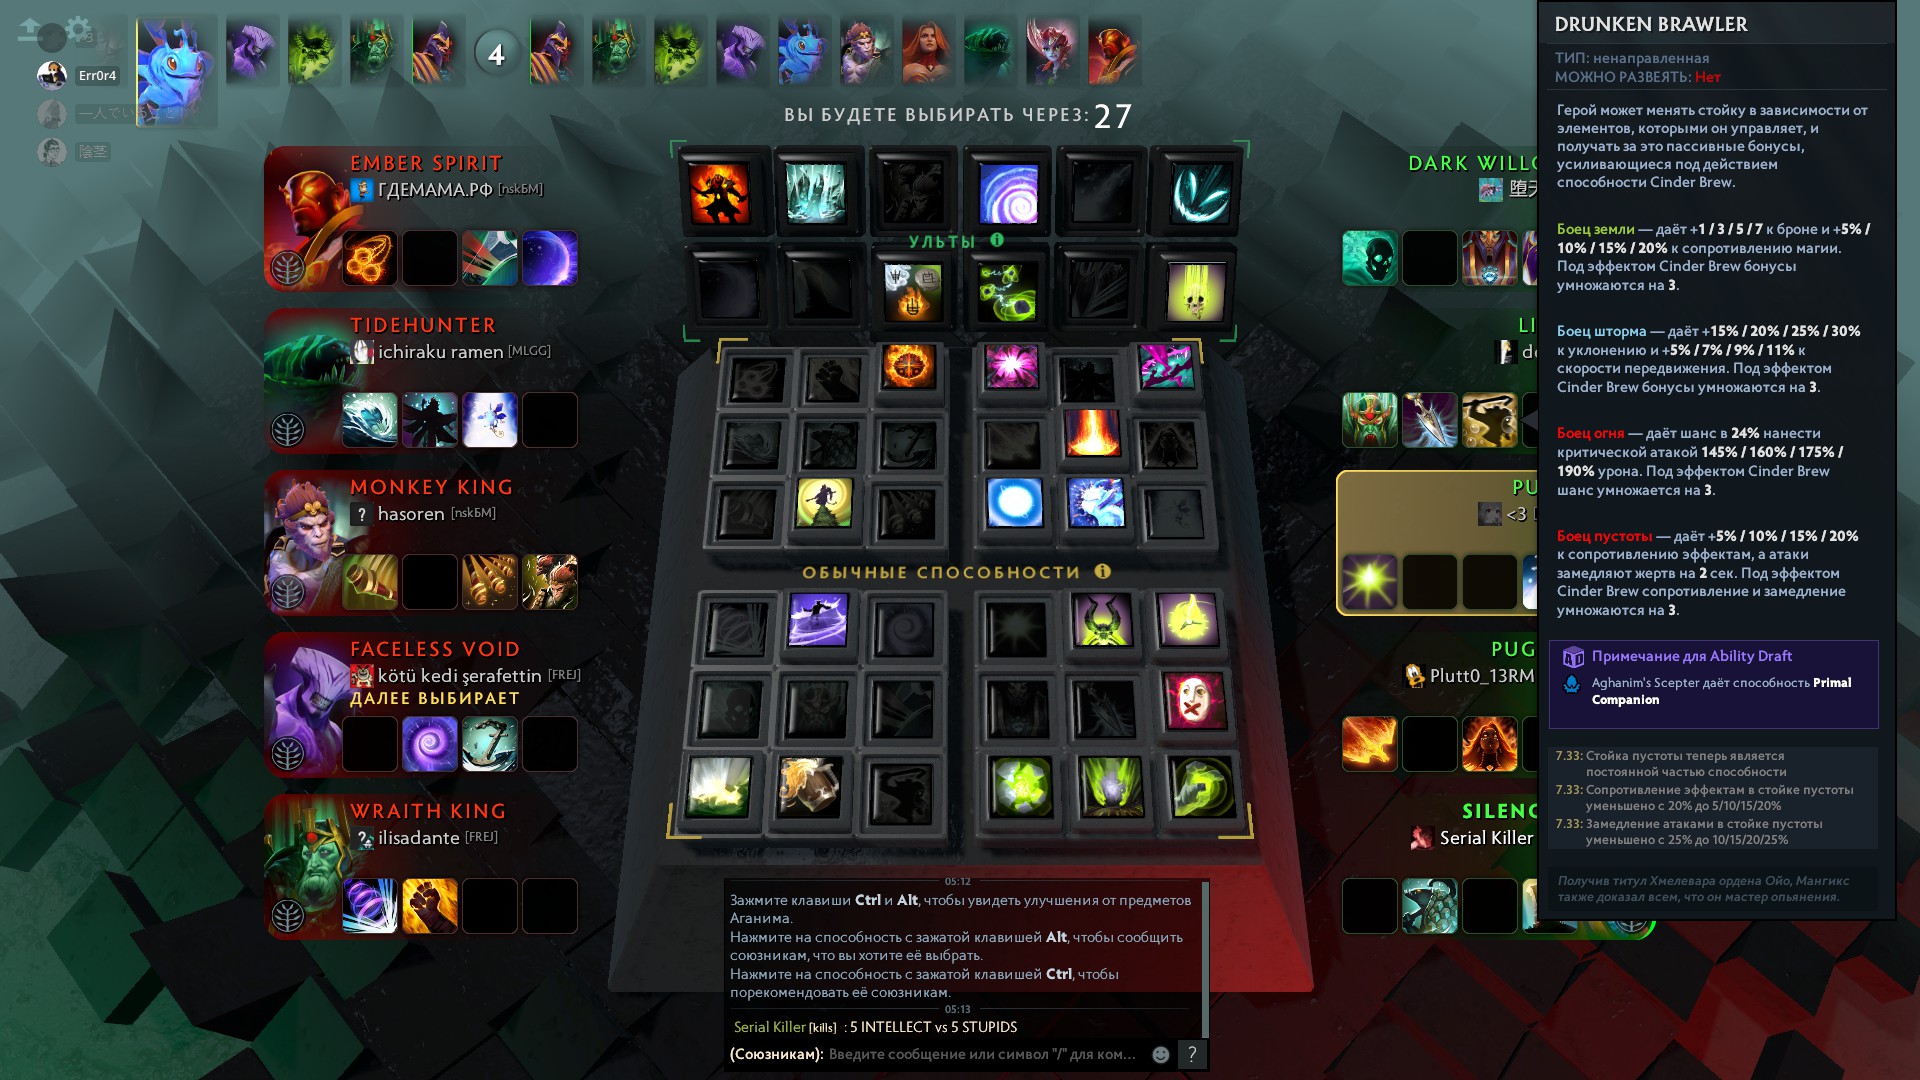 Err0r4
一人でいること
陰茎
4
ВЫ БУДЕТЕ ВЫБИРАТЬ ЧЕРЕЗ: 27
EMBER SPIRIT
ГДЕМАМА.РФ [nskБМ]
TIDEHUNTER
ichiraku ramen [MLGG]
MONKEY KING
? hasoren [nskБМ]
FACELESS VOID
kötü kedi şerafettin [FREJ]
ДАЛЕЕ ВЫБИРАЕТ
WRAITH KING
ilisadante [FREJ]
УЛЬТЫ i
ОБЫЧНЫЕ СПОСОБНОСТИ i
DARK WILLO
堕天
LI
de
PU
<3
PUG
Plutt0_13RM
SILENC
Serial Killer
05:12
Зажмите клавиши Ctrl и Alt, чтобы увидеть улучшения от предметов
Аганима.
Нажмите на способность с зажатой клавишей Alt, чтобы сообщить
союзникам, что вы хотите её выбрать.
Нажмите на способность с зажатой клавишей Ctrl, чтобы
порекомендовать её союзникам.
05:13
Serial Killer [kills] : 5 INTELLECT vs 5 STUPIDS
(Союзникам): Введите сообщение или символ "/" для ком... ?
DRUNKEN BRAWLER
ТИП: ненаправленная
МОЖНО РАЗВЕЯТЬ: Нет
Герой может менять стойку в зависимости от
элементов, которыми он управляет, и
получать за это пассивные бонусы,
усиливающиеся под действием
способности Cinder Brew.
Боец земли — даёт +1 / 3 / 5 / 7 к броне и +5% /
10% / 15% / 20% к сопротивлению магии.
Под эффектом Cinder Brew бонусы
умножаются на 3.
Боец шторма — даёт +15% / 20% / 25% / 30%
к уклонению и +5% / 7% / 9% / 11% к
скорости передвижения. Под эффектом
Cinder Brew бонусы умножаются на 3.
Боец огня — даёт шанс в 24% нанести
критической атакой 145% / 160% / 175% /
190% урона. Под эффектом Cinder Brew
шанс умножается на 3.
Боец пустоты — даёт +5% / 10% / 15% / 20%
к сопротивлению эффектам, а атаки
замедляют жертв на 2 сек. Под эффектом
Cinder Brew сопротивление и замедление
умножаются на 3.
Примечание для Ability Draft
Aghanim's Scepter даёт способность Primal
Companion
7.33: Стойка пустоты теперь является
постоянной частью способности
7.33: Сопротивление эффектам в стойке пустоты
уменьшено с 20% до 5/10/15/20%
7.33: Замедление атаками в стойке пустоты
уменьшено с 25% до 10/15/20/25%
Получив титул Хмелевара ордена Ойо, Мангикс
также доказал всем, что он мастер опьянения.